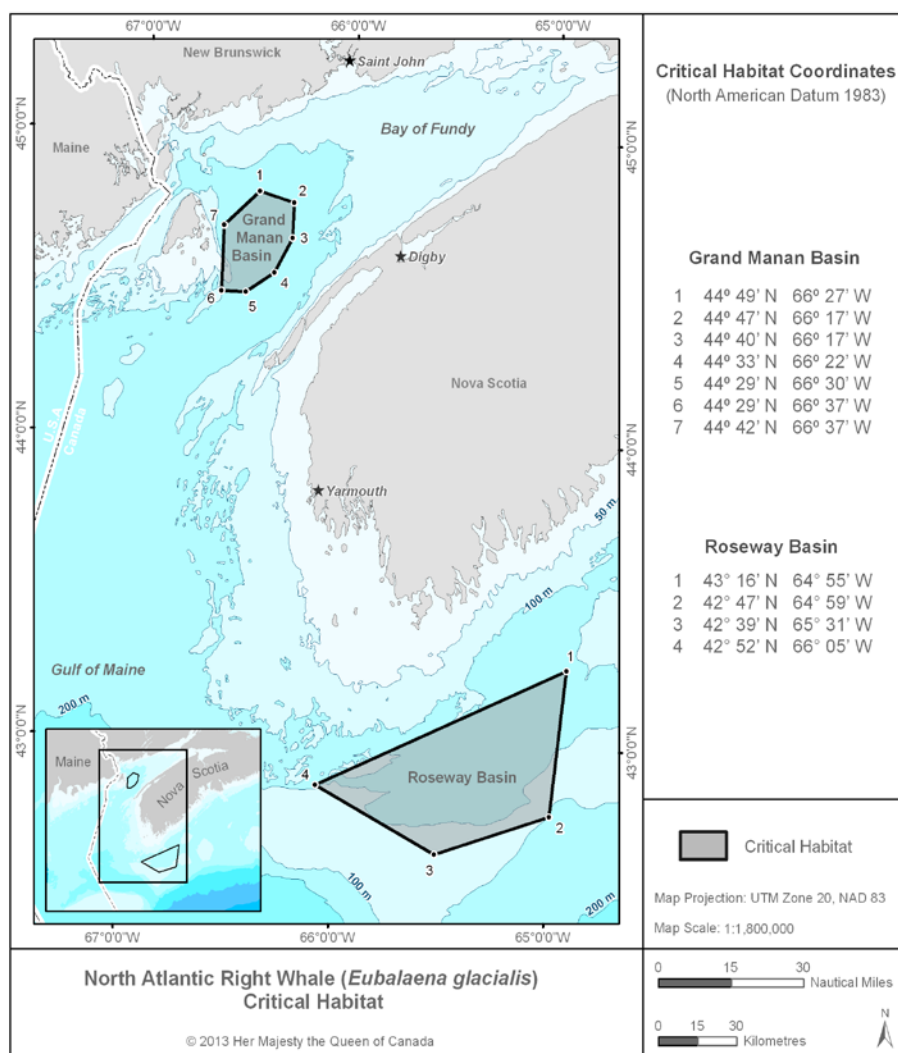 67°0'0"W 66°0'0"W 65°0'0"W
New Brunswick
Saint John
45°0'0"N
Bay of Fundy
45°0'0"N
Maine
1
2
7
Grand
Manan
Basin
3
4
6
5
Digby
Nova Scotia
44°0'0"N
U.S.A.
Canada
44°0'0"N
Yarmouth
50 m
100 m
Gulf of Maine
1
200 m
43°0'0"N
43°0'0"N
4
Roseway Basin
2
3
100 m
200 m
Maine
Nova Scotia
67°0'0"W 66°0'0"W 65°0'0"W
Critical Habitat Coordinates
(North American Datum 1983)
Grand Manan Basin
1 44º 49' N 66º 27' W
2 44º 47' N 66º 17' W
3 44º 40' N 66º 17' W
4 44º 33' N 66º 22' W
5 44º 29' N 66º 30' W
6 44º 29' N 66º 37' W
7 44º 42' N 66º 37' W
Roseway Basin
1 43° 16' N 64° 55' W
2 42° 47' N 64° 59' W
3 42° 39' N 65° 31' W
4 42° 52' N 66° 05' W
Critical Habitat
Map Projection: UTM Zone 20, NAD 83
Map Scale: 1:1,800,000
North Atlantic Right Whale (Eubalaena glacialis)
Critical Habitat
© 2013 Her Majesty the Queen of Canada
0 15 30
Nautical Miles
0 15 30
Kilometres
N